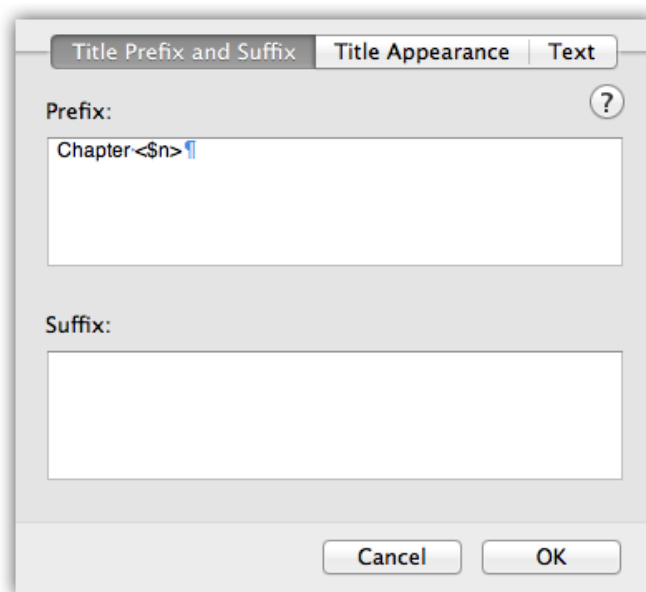 Title Prefix and Suffix Title Appearance Text
Prefix: ?
Chapter·<$n>¶
Suffix:
Cancel OK